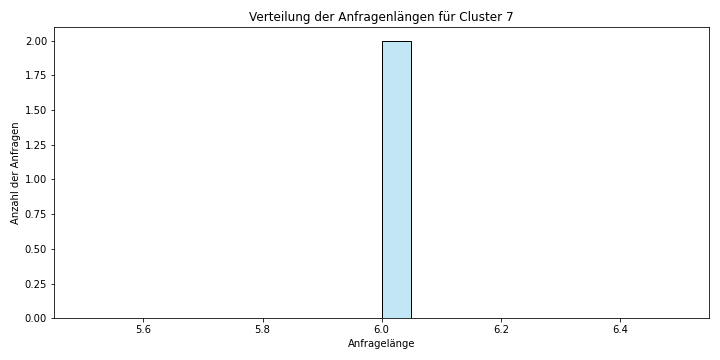 Verteilung der Anfragenlängen für Cluster 7
Anzahl der Anfragen
2.00
1.75
1.50
1.25
1.00
0.75
0.50
0.25
0.00
5.6 5.8 6.0 6.2 6.4
Anfragelänge